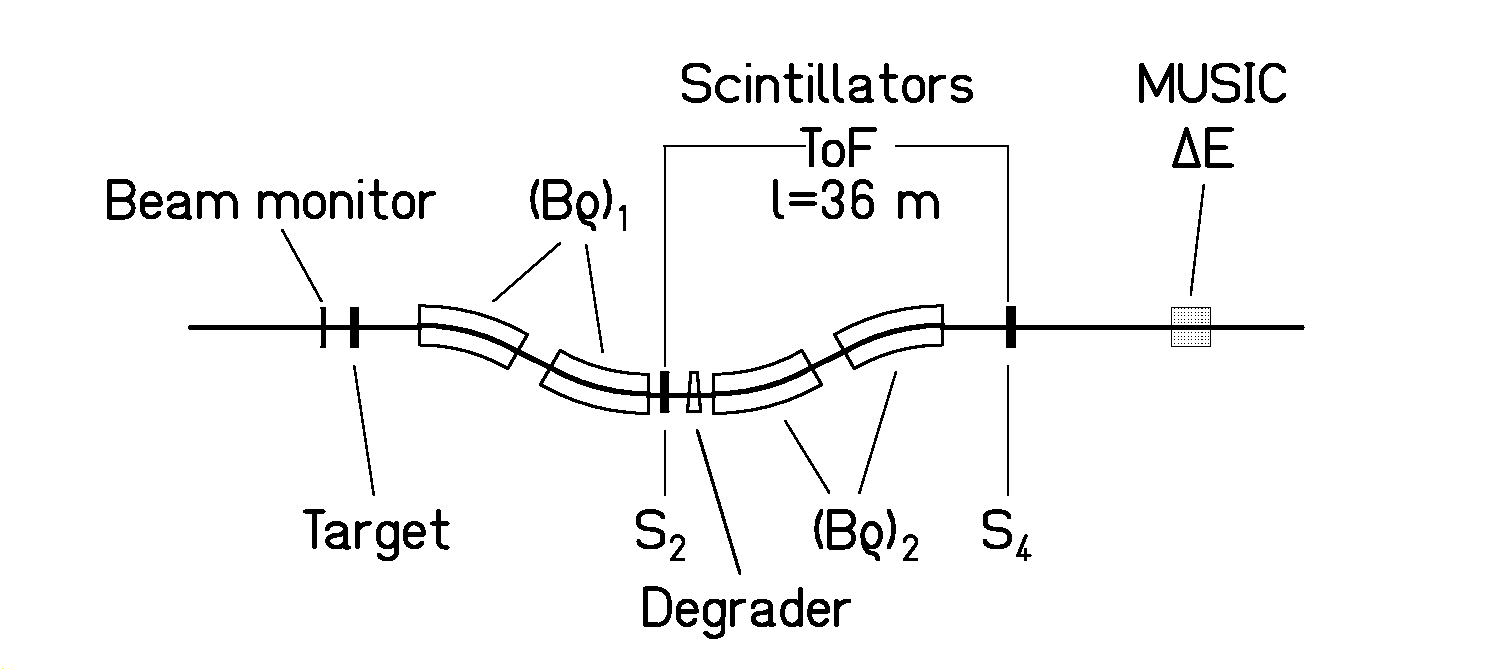 Scintillators
MUSIC
ToF
ΔE
Beam monitor
(Bϱ)₁
l=36 m
Target
S₂
(Bϱ)₂
S₄
Degrader